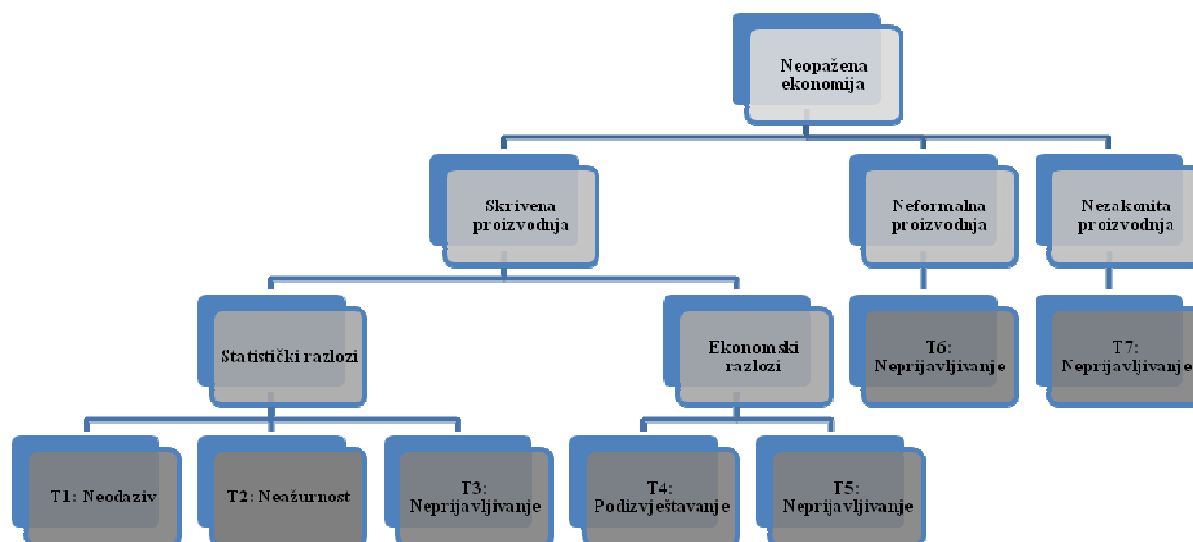 Neopažena
ekonomija
Skrivena
proizvodnja
Neformalna
proizvodnja
Nezakonita
proizvodnja
Statistički razlozi
Ekonomski
razlozi
T6:
Neprijavljivanje
T7:
Neprijavljivanje
T1: Neodaziv
T2: Neažurnost
T3:
Neprijavljivanje
T4:
Podizvještavanje
T5:
Neprijavljivanje